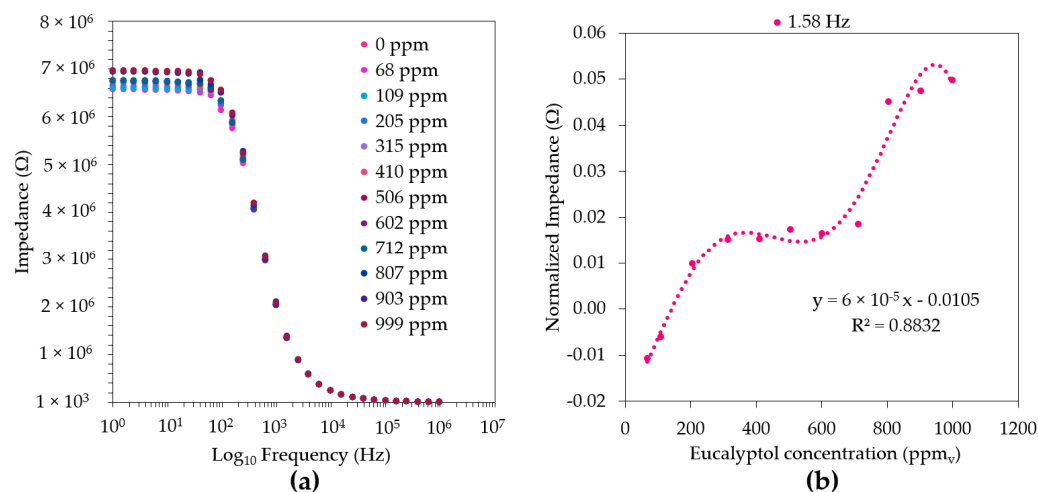 8 × 10⁶
7 × 10⁶
6 × 10⁶
5 × 10⁶
4 × 10⁶
3 × 10⁶
2 × 10⁶
1 × 10⁶
1 × 10³
Impedance (Ω)
0 ppm
68 ppm
109 ppm
205 ppm
315 ppm
410 ppm
506 ppm
602 ppm
712 ppm
807 ppm
903 ppm
999 ppm
10⁰ 10¹ 10² 10³ 10⁴ 10⁵ 10⁶ 10⁷
Log₁₀ Frequency (Hz)
(a)
1.58 Hz
0.06
0.05
0.04
0.03
0.02
0.01
0.00
-0.01
-0.02
Normalized Impedance (Ω)
y = 6 × 10⁻⁵ x - 0.0105
R² = 0.8832
0 200 400 600 800 1000 1200
Eucalyptol concentration (ppmᵥ)
(b)